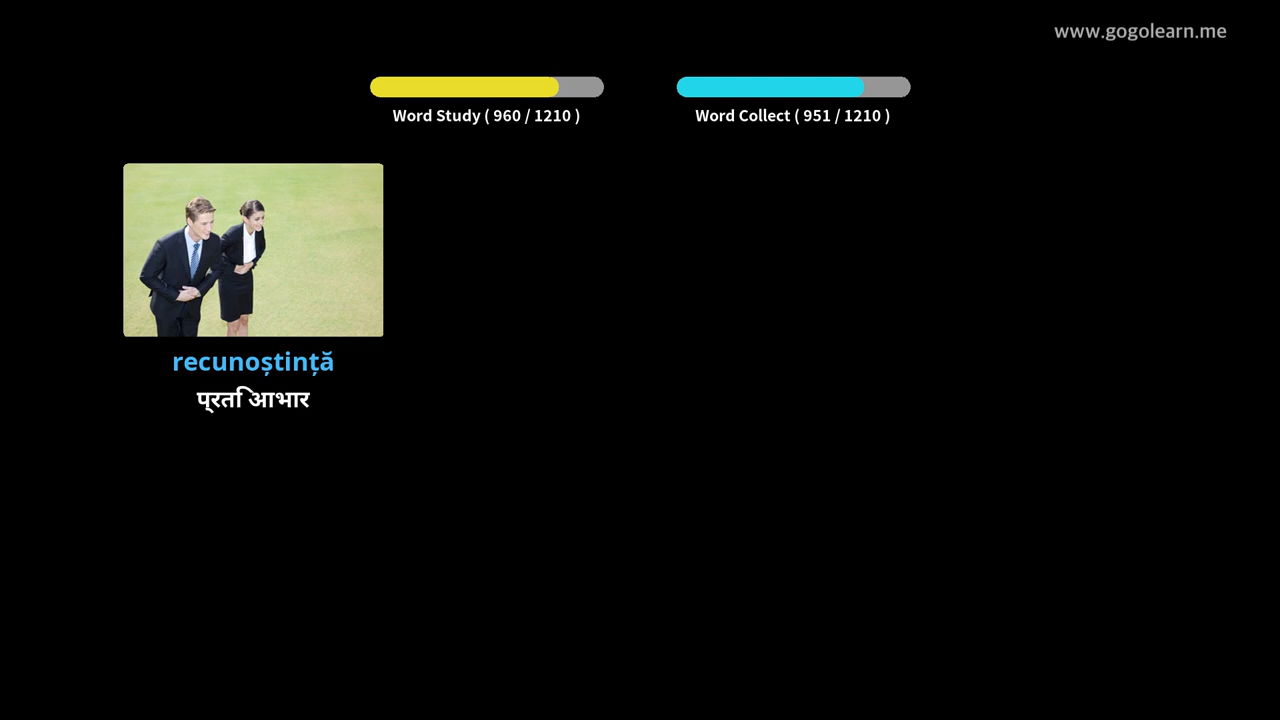 www.gogolearn.me
Word Study ( 960 / 1210 )
Word Collect ( 951 / 1210 )
recunoștință
प्रति आभार